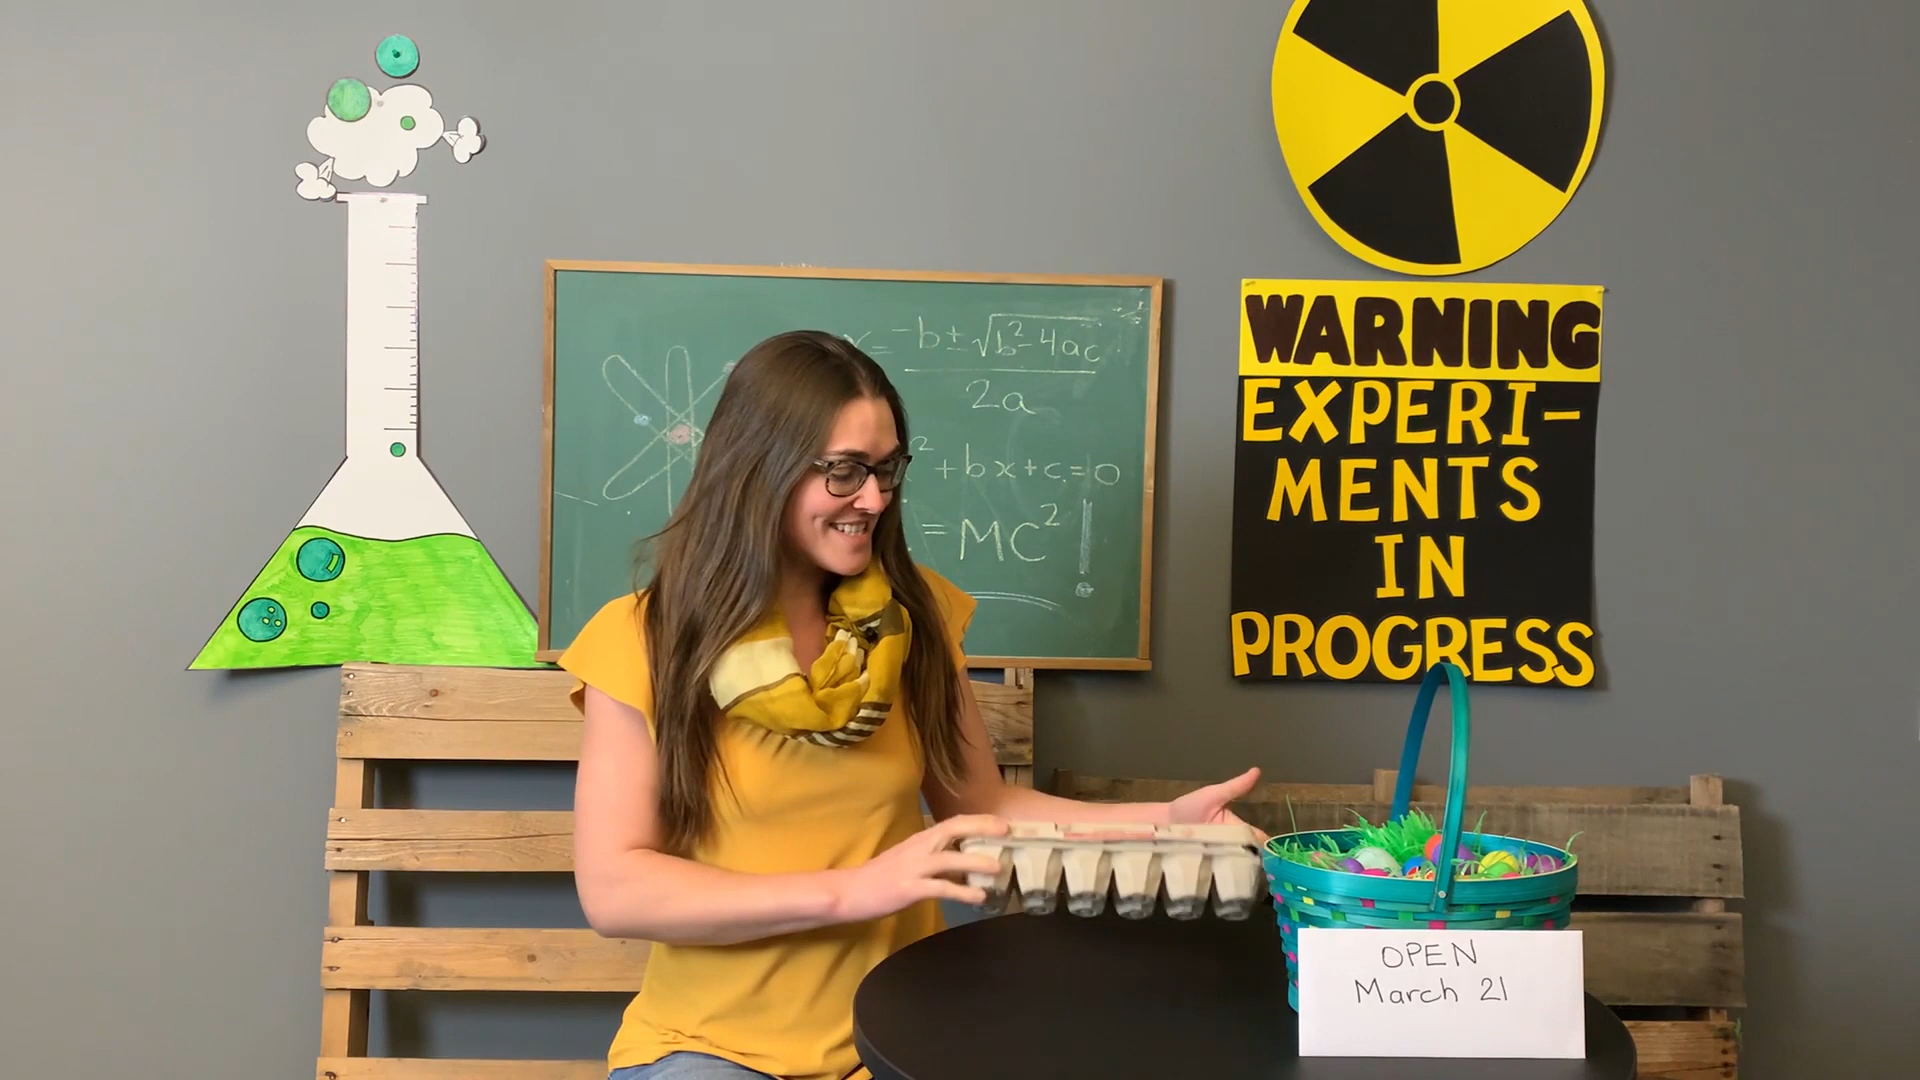 -b±√b²-4ac
2a
+bx+c=0
=MC²!
WARNING
EXPERI-
MENTS
IN
PROGRESS
OPEN
March 21